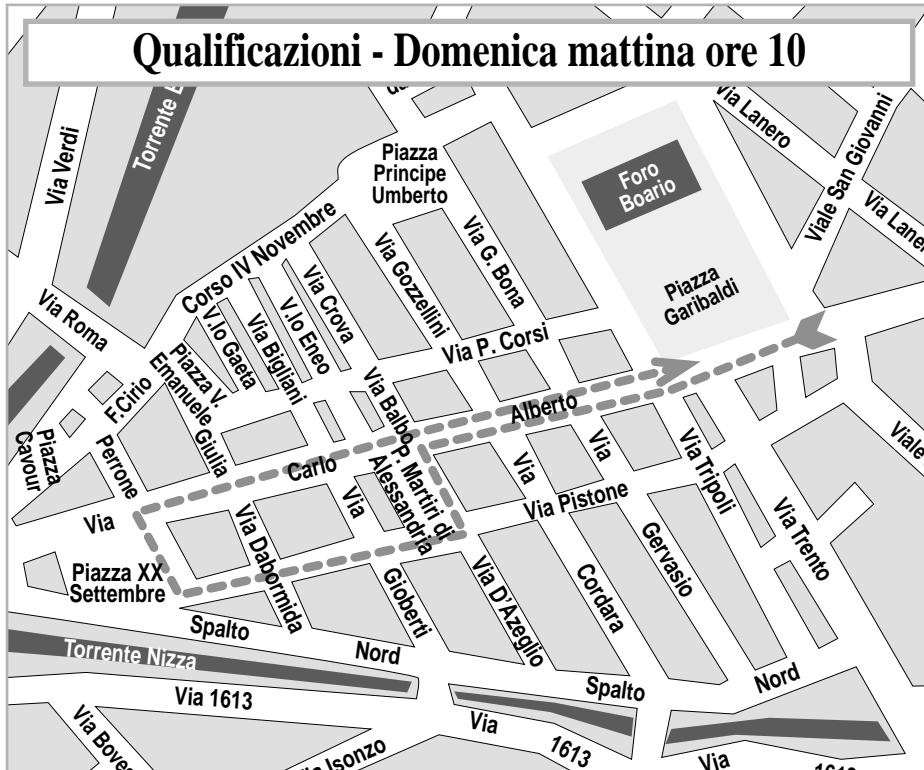 Qualificazioni - Domenica mattina ore 10
Via Verdi
Torrente
Piazza
Principe
Umberto
Foro
Boario
Via Lanero
Viale San Giovanni
Via Lanero
Piazza
Garibaldi
Corso IV Novembre
Via Gozzellini
Via G. Bona
Via Crova
V.lo Eneo
Via Bigliani
V.lo Gaeta
Via Roma
Piazza V.
Emanuele
Giulia
F.Cirio
Via P. Corsi
Via Balbo
Piazza
Cavour
Perrone
Via
Carlo
Alberto
P. Martiri di
Alessandria
Via
Via
Via
Via Tripoli
Viale
Via Pistone
Via Trento
Via Dabormida
Gioberti
Via D'Azeglio
Cordara
Gervasio
Piazza XX
Settembre
Spalto
Nord
Spalto
Nord
Torrente Nizza
Via 1613
Via
1613
Via
Via Isonzo